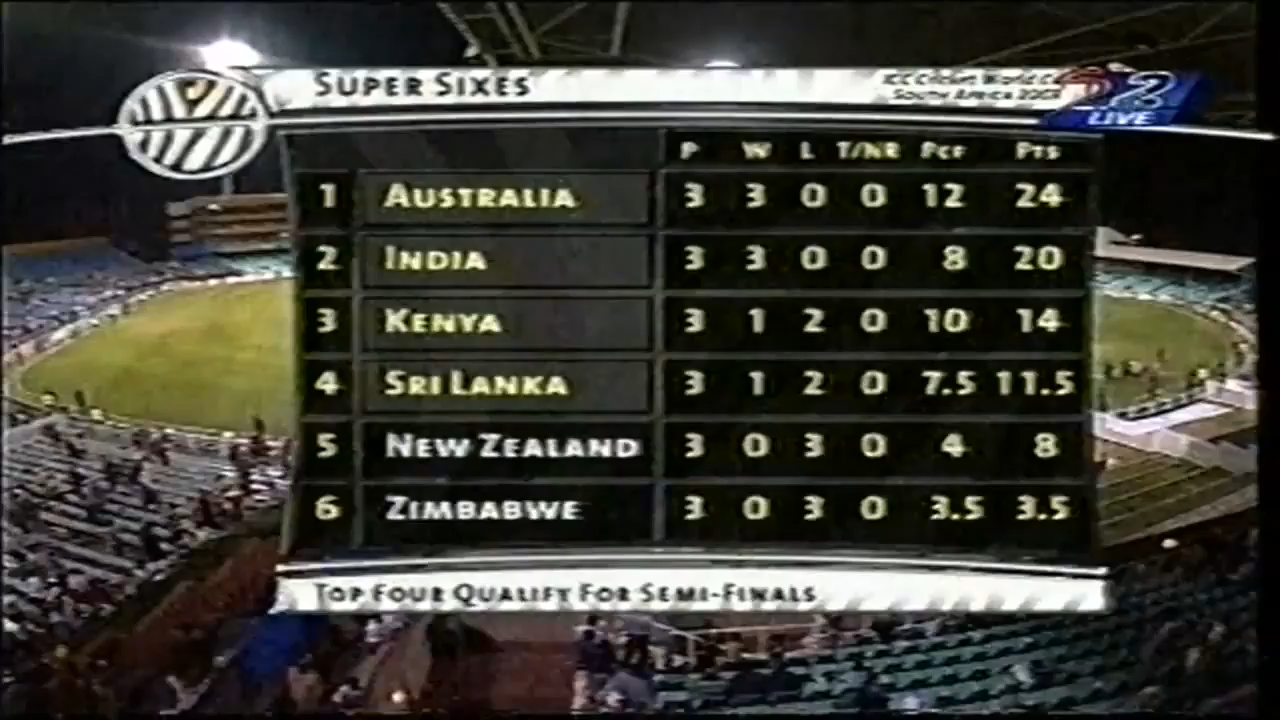 SUPER SIXES
ICC Cricket World Cu
South Africa 2003
2
LIVE
P W L T/NR PCF PTS
1 AUSTRALIA 3 3 0 0 12 24
2 INDIA 3 3 0 0 8 20
3 KENYA 3 1 2 0 10 14
4 SRI LANKA 3 1 2 0 7.5 11.5
5 NEW ZEALAND 3 0 3 0 4 8
6 ZIMBABWE 3 0 3 0 3.5 3.5
TOP FOUR QUALIFY FOR SEMI-FINALS